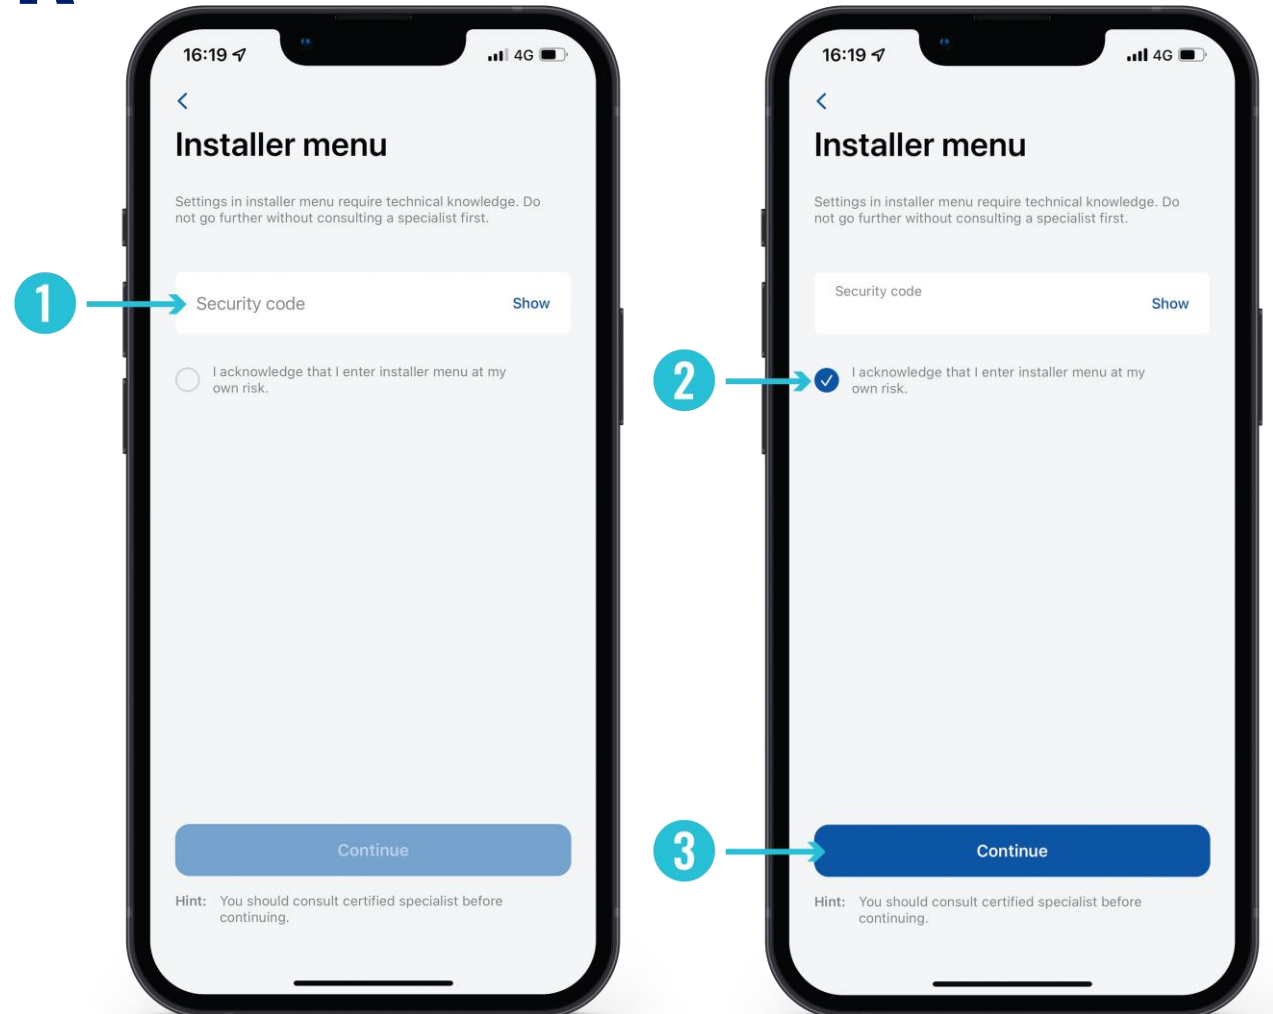 16:19
4G
Installer menu
Settings in installer menu require technical knowledge. Do
not go further without consulting a specialist first.
1
Security code
Show
I acknowledge that I enter installer menu at my
own risk.
Continue
Hint: You should consult certified specialist before
continuing.
16:19
4G
Installer menu
Settings in installer menu require technical knowledge. Do
not go further without consulting a specialist first.
Security code
Show
2
I acknowledge that I enter installer menu at my
own risk.
3
Continue
Hint: You should consult certified specialist before
continuing.